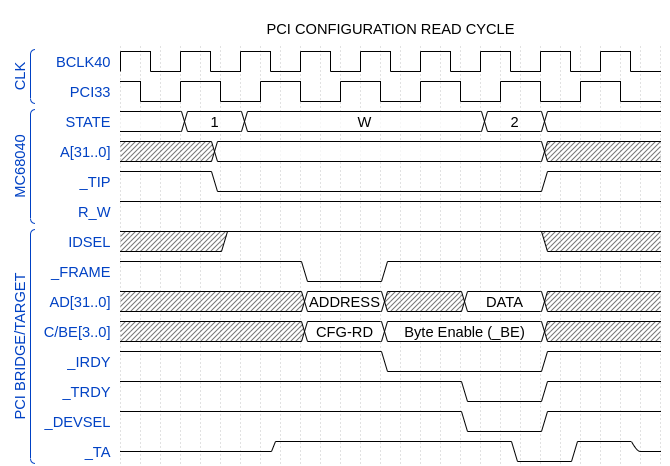 PCI CONFIGURATION READ CYCLE
CLK
BCLK40
PCI33
MC68040
STATE 1 W 2
A[31..0]
_TIP
R_W
PCI BRIDGE/TARGET
IDSEL
_FRAME
AD[31..0] ADDRESS DATA
C/BE[3..0] CFG-RD Byte Enable (_BE)
_IRDY
_TRDY
_DEVSEL
_TA